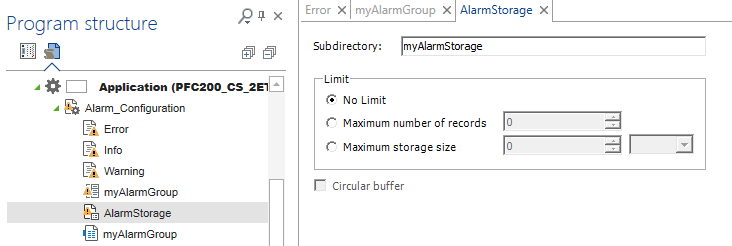 Program structure
Application (PFC200_CS_2ET
Alarm_Configuration
Error
Info
Warning
myAlarmGroup
AlarmStorage
myAlarmGroup
Error myAlarmGroup AlarmStorage
Subdirectory: myAlarmStorage
Limit
No Limit
Maximum number of records 0
Maximum storage size 0
Circular buffer